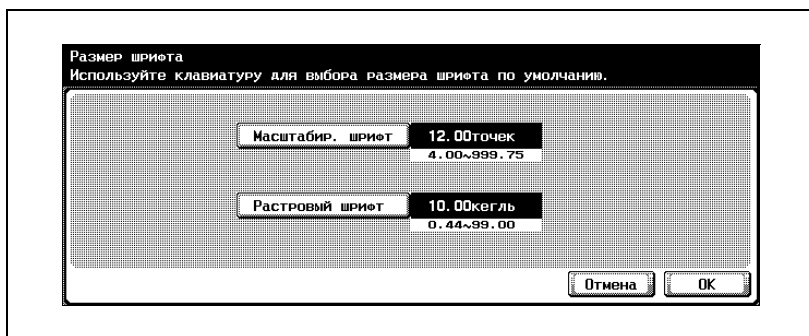 Размер шрифта
Используйте клавиатуру для выбора размера шрифта по умолчанию.
Масштабир. шрифт 12.00точек
4.00~999.75
Растровый шрифт 10.00кегль
0.44~99.00
Отмена OK